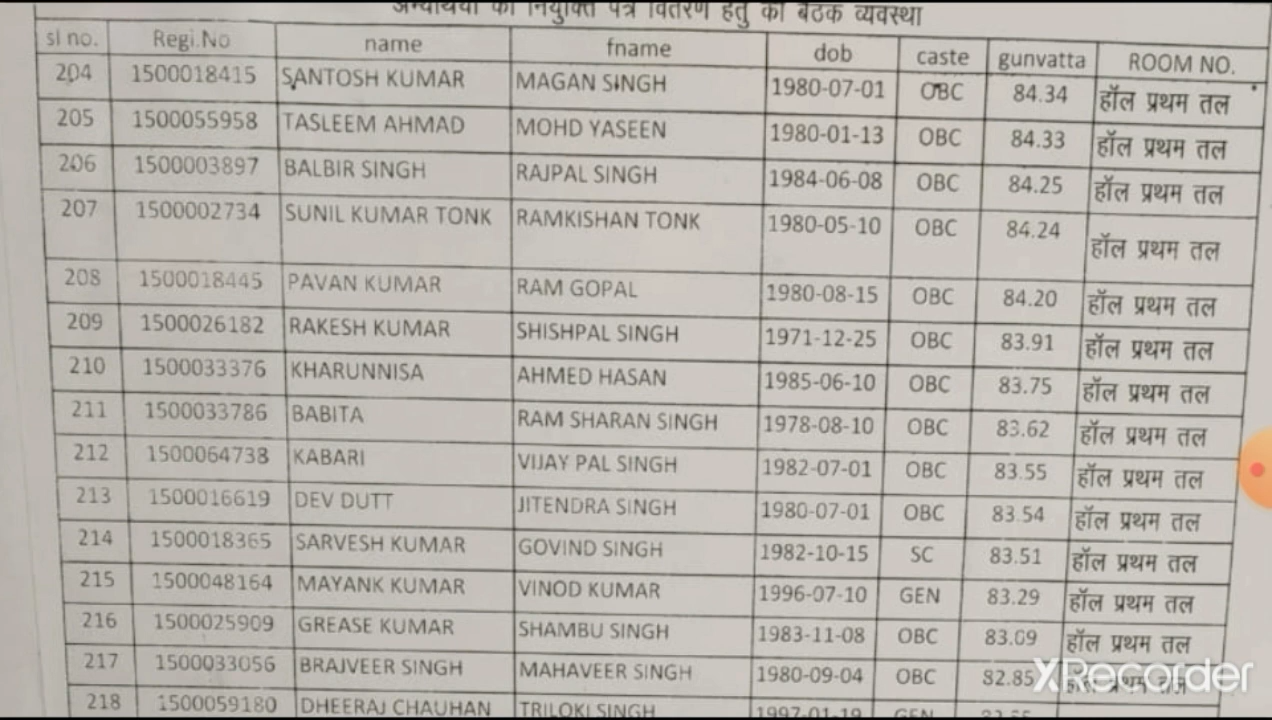 अभ्यर्थियों को नियुक्ति पत्र वितरण हेतु की बैठक व्यवस्था
sl no. Regi.No name fname dob caste gunvatta ROOM NO.
204 1500018415 SANTOSH KUMAR MAGAN SINGH 1980-07-01 OBC 84.34 हॉल प्रथम तल
205 1500055958 TASLEEM AHMAD MOHD YASEEN 1980-01-13 OBC 84.33 हॉल प्रथम तल
206 1500003897 BALBIR SINGH RAJPAL SINGH 1984-06-08 OBC 84.25 हॉल प्रथम तल
207 1500002734 SUNIL KUMAR TONK RAMKISHAN TONK 1980-05-10 OBC 84.24 हॉल प्रथम तल
208 1500018445 PAVAN KUMAR RAM GOPAL 1980-08-15 OBC 84.20 हॉल प्रथम तल
209 1500026182 RAKESH KUMAR SHISHPAL SINGH 1971-12-25 OBC 83.91 हॉल प्रथम तल
210 1500033376 KHARUNNISA AHMED HASAN 1985-06-10 OBC 83.75 हॉल प्रथम तल
211 1500033786 BABITA RAM SHARAN SINGH 1978-08-10 OBC 83.62 हॉल प्रथम तल
212 1500064738 KABARI VIJAY PAL SINGH 1982-07-01 OBC 83.55 हॉल प्रथम तल
213 1500016619 DEV DUTT JITENDRA SINGH 1980-07-01 OBC 83.54 हॉल प्रथम तल
214 1500018365 SARVESH KUMAR GOVIND SINGH 1982-10-15 SC 83.51 हॉल प्रथम तल
215 1500048164 MAYANK KUMAR VINOD KUMAR 1996-07-10 GEN 83.29 हॉल प्रथम तल
216 1500025909 GREASE KUMAR SHAMBU SINGH 1983-11-08 OBC 83.09 हॉल प्रथम तल
217 1500033056 BRAJVEER SINGH MAHAVEER SINGH 1980-09-04 OBC 82.85 हॉल प्रथम तल
XRecorder
218 1500059180 DHEERAJ CHAUHAN TRILOKI SINGH 1997-01-19 GEN